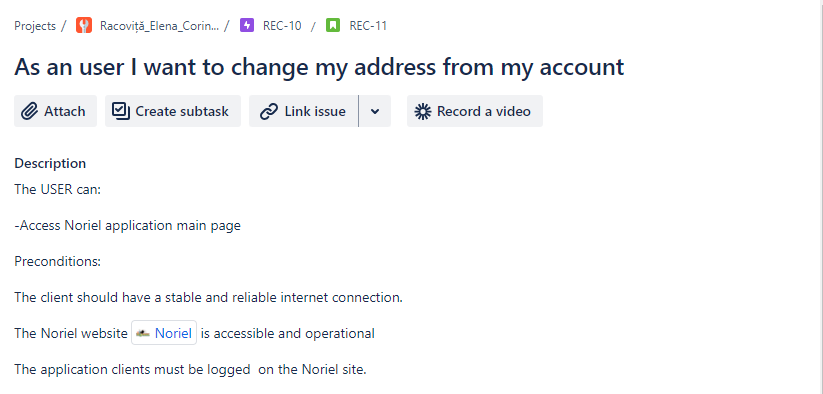 Projects / Racoviță_Elena_Corin... / REC-10 / REC-11
As an user I want to change my address from my account
Attach Create subtask Link issue Record a video
Description
The USER can:
-Access Noriel application main page
Preconditions:
The client should have a stable and reliable internet connection.
The Noriel website Noriel is accessible and operational
The application clients must be logged  on the Noriel site.